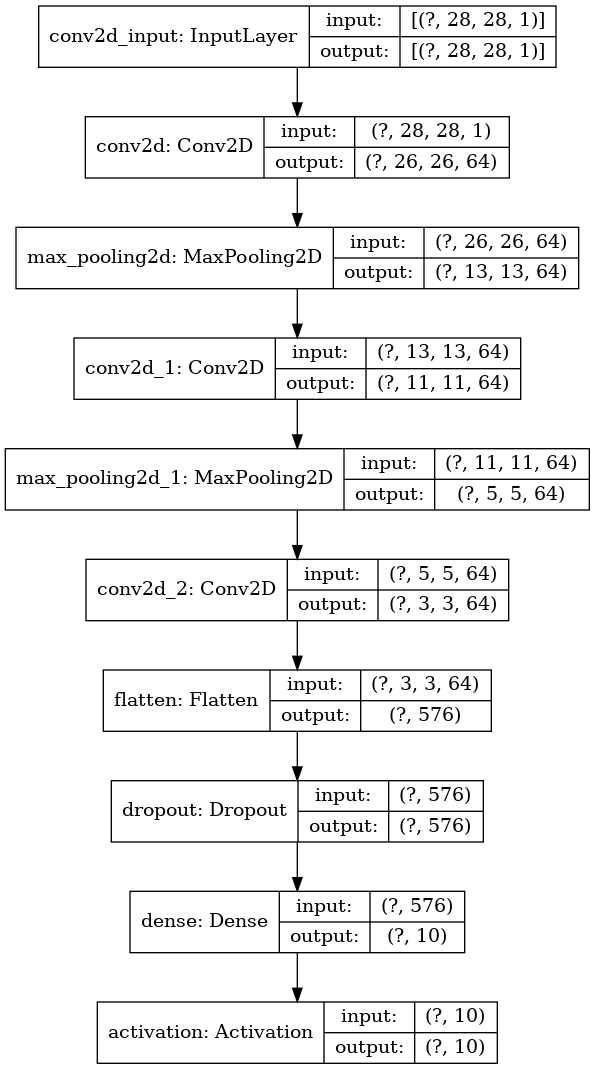 conv2d_input: InputLayer
input: [(?, 28, 28, 1)]
output: [(?, 28, 28, 1)]
conv2d: Conv2D
input: (?, 28, 28, 1)
output: (?, 26, 26, 64)
max_pooling2d: MaxPooling2D
input: (?, 26, 26, 64)
output: (?, 13, 13, 64)
conv2d_1: Conv2D
input: (?, 13, 13, 64)
output: (?, 11, 11, 64)
max_pooling2d_1: MaxPooling2D
input: (?, 11, 11, 64)
output: (?, 5, 5, 64)
conv2d_2: Conv2D
input: (?, 5, 5, 64)
output: (?, 3, 3, 64)
flatten: Flatten
input: (?, 3, 3, 64)
output: (?, 576)
dropout: Dropout
input: (?, 576)
output: (?, 576)
dense: Dense
input: (?, 576)
output: (?, 10)
activation: Activation
input: (?, 10)
output: (?, 10)